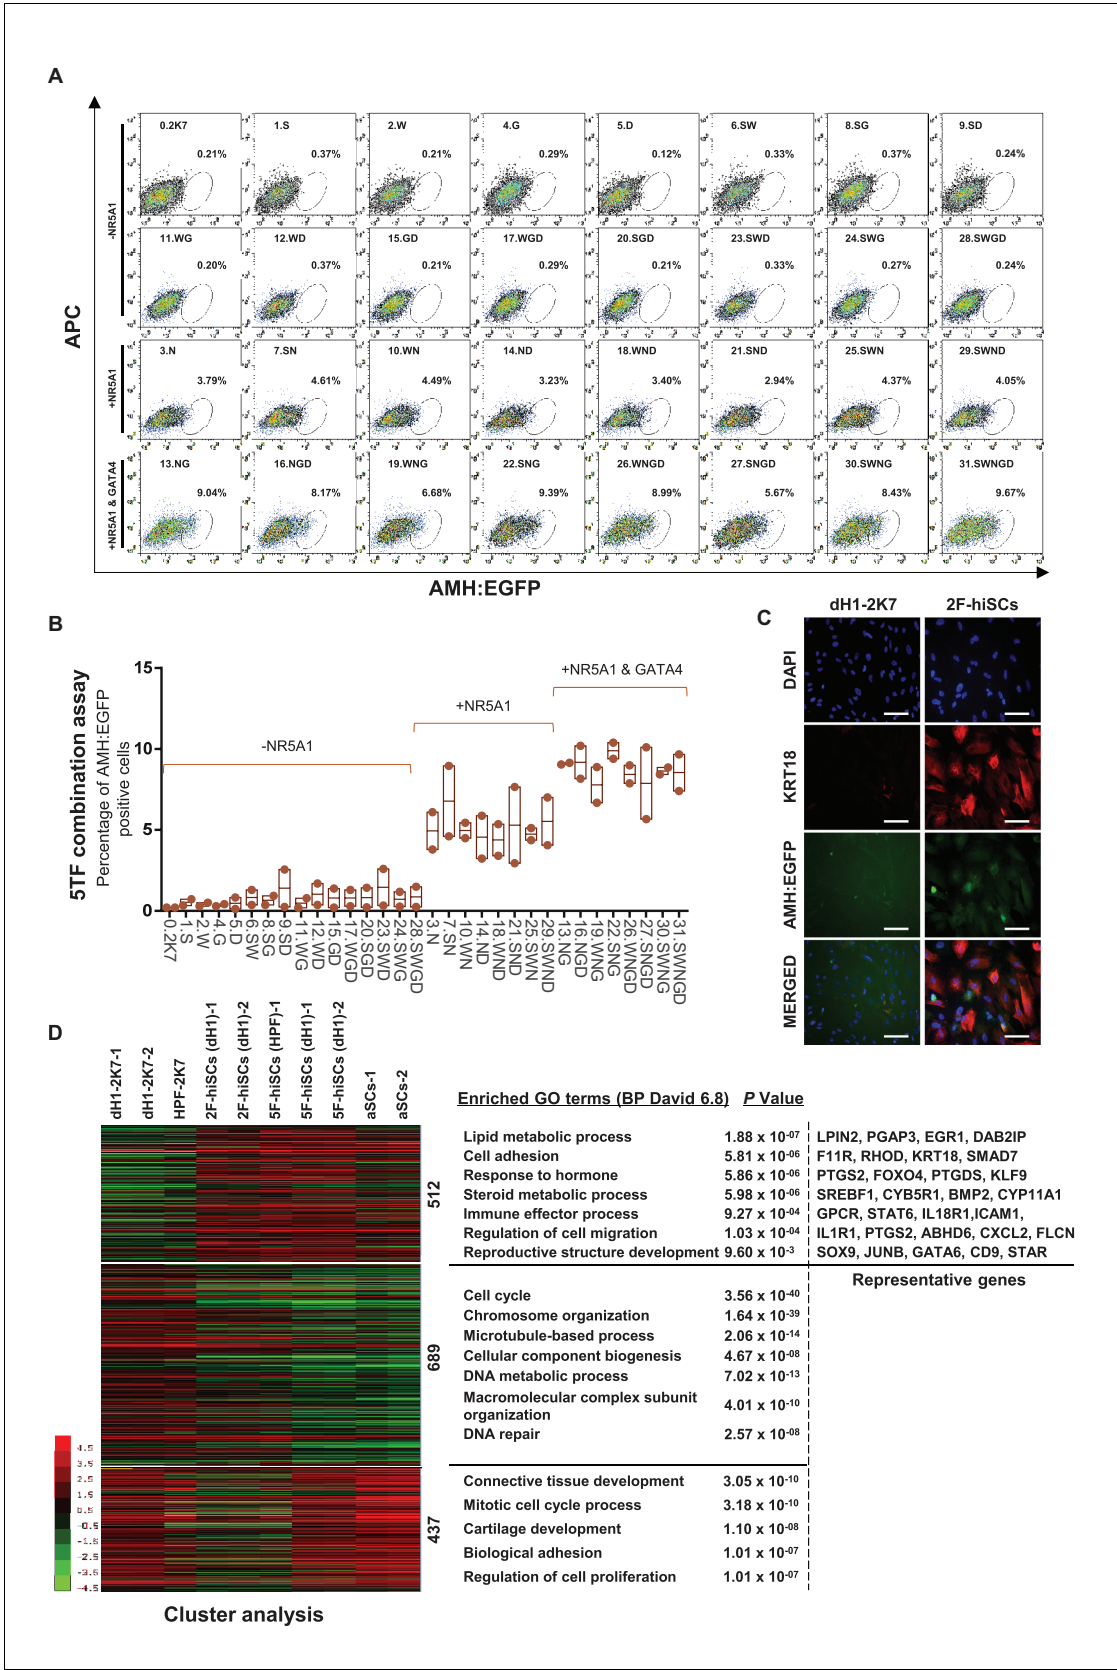 A
APC
-NR5A1
0.2K7 1.S 2.W 4.G 5.D 6.SW 8.SG 9.SD
0.21% 0.37% 0.21% 0.29% 0.12% 0.33% 0.37% 0.24%
11.WG 12.WD 15.GD 17.WGD 20.SGD 23.SWD 24.SWG 28.SWGD
0.20% 0.37% 0.21% 0.29% 0.21% 0.33% 0.27% 0.24%
+NR5A1
3.N 7.SN 10.WN 14.ND 18.WND 21.SND 25.SWN 29.SWND
3.79% 4.61% 4.49% 3.23% 3.40% 2.94% 4.37% 4.05%
+NR5A1 & GATA4
13.NG 16.NGD 19.WNG 22.SNG 26.WNGD 27.SNGD 30.SWNG 31.SWNGD
9.04% 8.17% 6.68% 9.39% 8.99% 5.67% 8.43% 9.67%
AMH:EGFP
B
5TF combination assay
Percentage of AMH:EGFP
positive cells
15
10
5
0
-NR5A1
+NR5A1
+NR5A1 & GATA4
0.2K7 1.S 2.W 4.G 5.D 6.SW 8.SG 9.SD 11.WG 12.WD 15.GD 17.WGD 20.SGD 23.SWD 24.SWG 28.SWGD 3.N 7.SN 10.WN 14.ND 18.WND 21.SND 25.SWN 29.SWND 13.NG 16.NGD 19.WNG 22.SNG 26.WNGD 27.SNGD 30.SWNG 31.SWNGD
C
dH1-2K7 2F-hiSCs
DAPI
KRT18
AMH:EGFP
MERGED
D
dH1-2K7-1
dH1-2K7-2
HPF-2K7
2F-hiSCs (dH1)-1
2F-hiSCs (dH1)-2
5F-hiSCs (HPF)-1
5F-hiSCs (dH1)-1
5F-hiSCs (dH1)-2
aSCs-1
aSCs-2
512
689
437
4.5
3.5
2.5
1.5
0.5
-0.5
-1.5
-2.5
-3.5
-4.5
Cluster analysis
Enriched GO terms (BP David 6.8) P Value
Lipid metabolic process 1.88 x 10-07 LPIN2, PGAP3, EGR1, DAB2IP
Cell adhesion 5.81 x 10-06 F11R, RHOD, KRT18, SMAD7
Response to hormone 5.86 x 10-06 PTGS2, FOXO4, PTGDS, KLF9
Steroid metabolic process 5.98 x 10-06 SREBF1, CYB5R1, BMP2, CYP11A1
Immune effector process 9.27 x 10-04 GPCR, STAT6, IL18R1,ICAM1,
Regulation of cell migration 1.03 x 10-04 IL1R1, PTGS2, ABHD6, CXCL2, FLCN
Reproductive structure development 9.60 x 10-3 SOX9, JUNB, GATA6, CD9, STAR
Representative genes
Cell cycle 3.56 x 10-40
Chromosome organization 1.64 x 10-39
Microtubule-based process 2.06 x 10-14
Cellular component biogenesis 4.67 x 10-08
DNA metabolic process 7.02 x 10-13
Macromolecular complex subunit
organization 4.01 x 10-10
DNA repair 2.57 x 10-08
Connective tissue development 3.05 x 10-10
Mitotic cell cycle process 3.18 x 10-10
Cartilage development 1.10 x 10-08
Biological adhesion 1.01 x 10-07
Regulation of cell proliferation 1.01 x 10-07